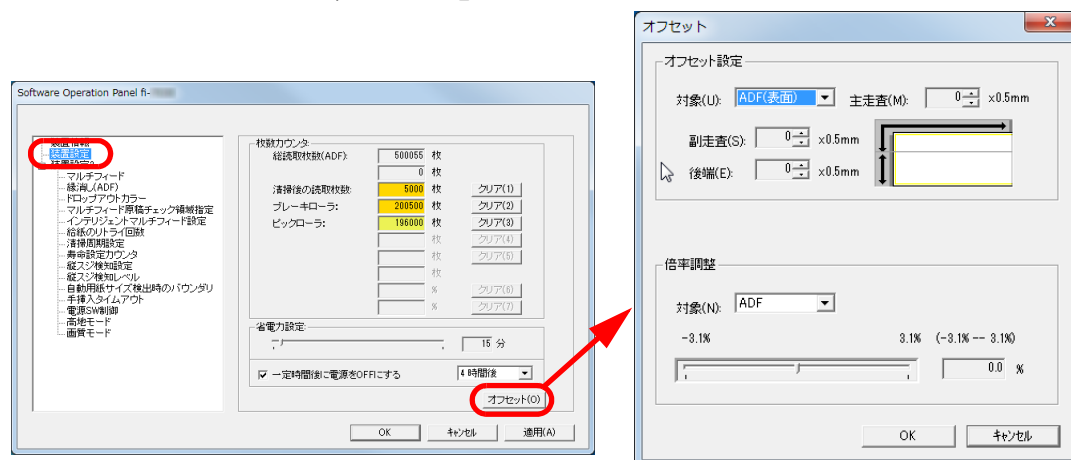 Software Operation Panel fi-
装置情報
装置設定
装置設定2
マルチフィード
縁消し(ADF)
ドロップアウトカラー
マルチフィード原稿チェック領域指定
インテリジェントマルチフィード設定
給紙のリトライ回数
清掃周期設定
寿命設定カウンタ
縦スジ検知設定
縦スジ検知レベル
自動用紙サイズ検出時のバウンダリ
手挿入タイムアウト
電源SW制御
高地モード
画質モード
枚数カウンタ
総読取枚数(ADF): 500055 枚
0 枚
清掃後の読取枚数: 5000 枚 クリア(1)
ブレーキローラ: 200500 枚 クリア(2)
ピックローラ: 196000 枚 クリア(3)
枚 クリア(4)
枚 クリア(5)
枚
% クリア(6)
% クリア(7)
省電力設定
15 分
一定時間後に電源をOFFにする 4 時間後
オフセット(O)
OK キャンセル 適用(A)
オフセット
オフセット設定
対象(U): ADF(表面) 主走査(M): 0 x0.5mm
副走査(S): 0 x0.5mm
後端(E): 0 x0.5mm
倍率調整
対象(N): ADF
-3.1% 3.1% (-3.1% -- 3.1%)
0.0 %
OK キャンセル